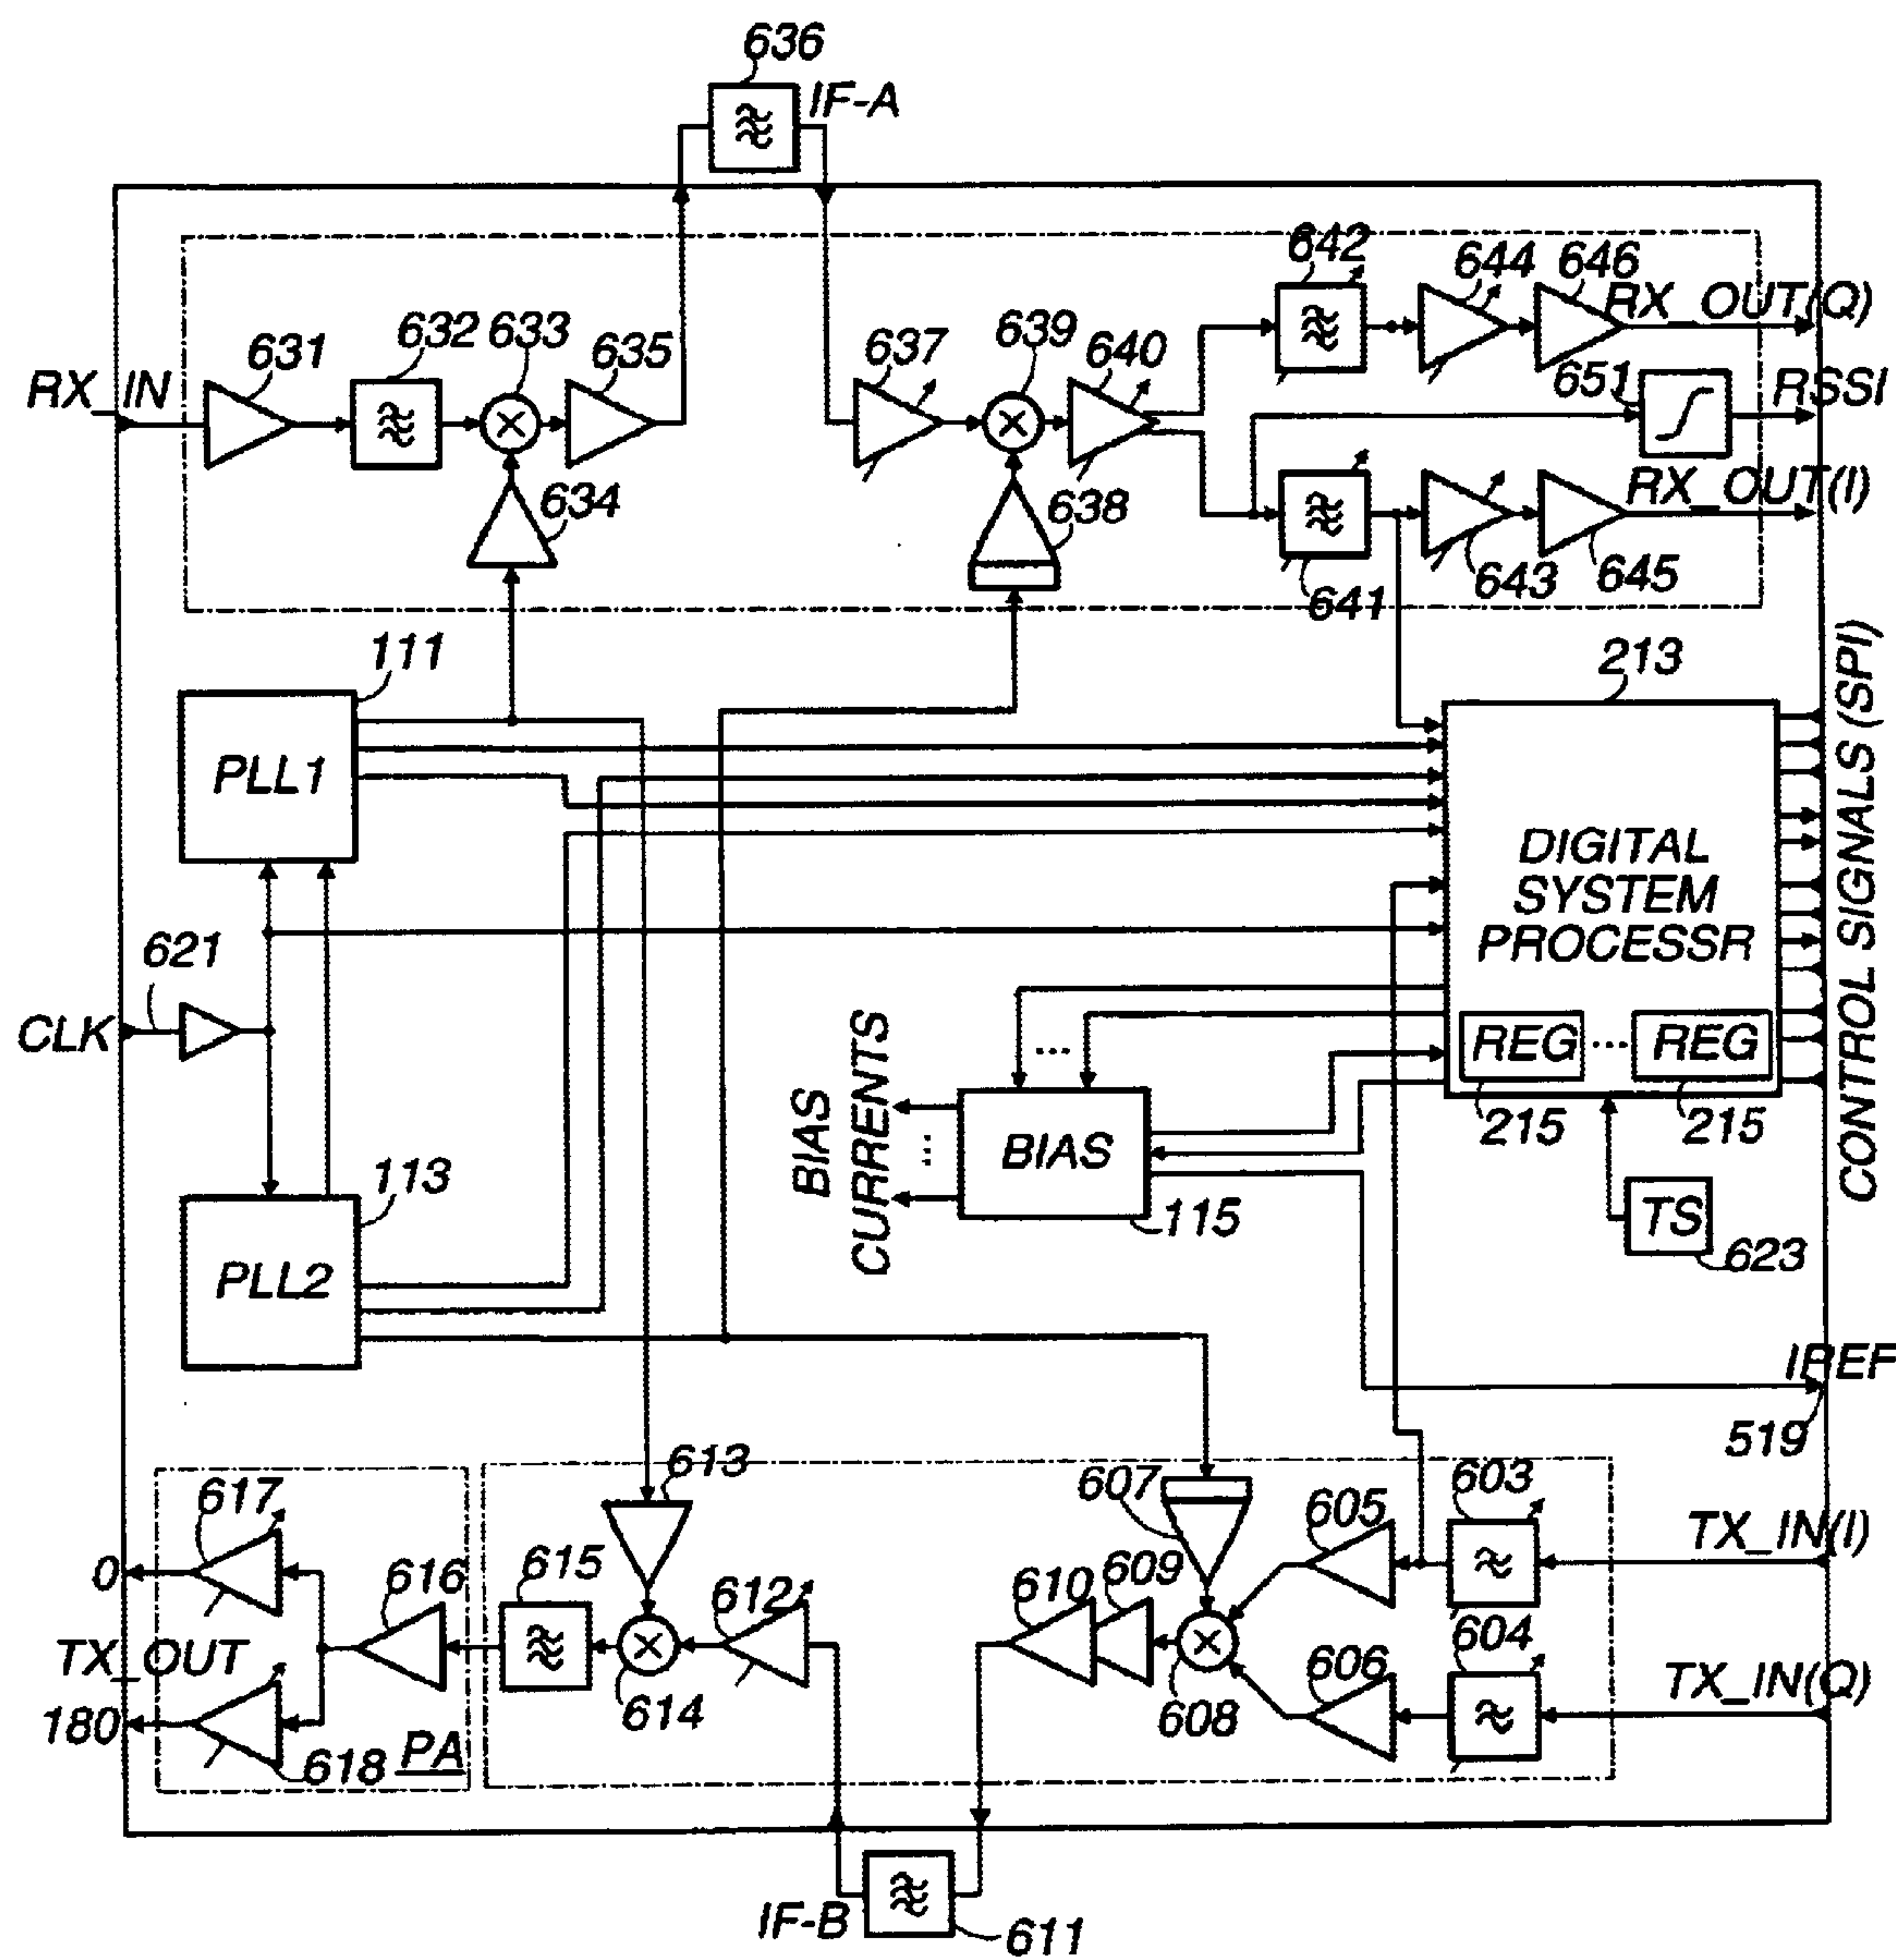 636
IF-A
642
644
646
RX_OUT(Q)
631
632
633
635
637
639
640
651
RX_IN
RSSI
634
638
RX_OUT(I)
641
643
645
111
213
PLL1
DIGITAL
SYSTEM
PROCESSR
CONTROL SIGNALS (SPI)
621
CLK
REG ... REG
215
215
BIAS
CURRENTS
...
...
BIAS
115
113
PLL2
TS
623
IREF
519
613
607
605
603
TX_IN(I)
617
615
616
612
610
609
604
0
TX_OUT
614
608
606
TX_IN(Q)
180
618
PA
IF-B
611